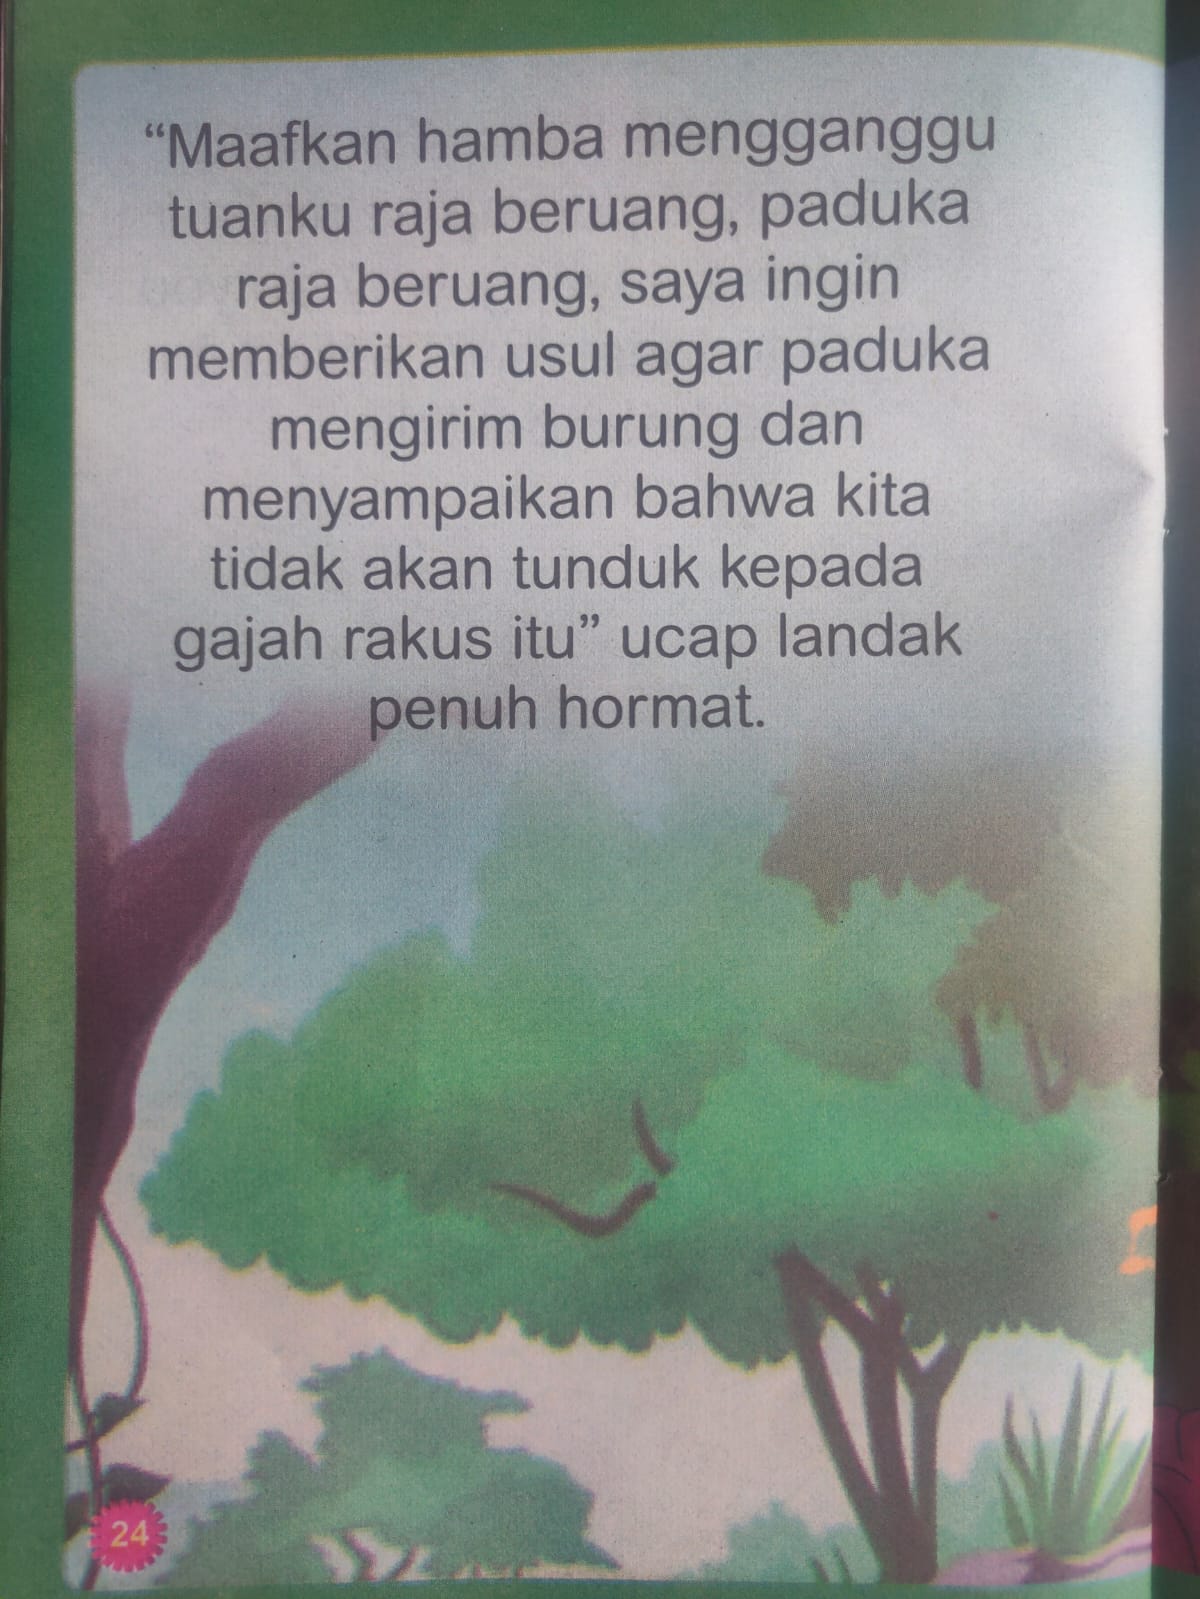 “Maafkan hamba mengganggu
tuanku raja beruang, paduka
raja beruang, saya ingin
memberikan usul agar paduka
mengirim burung dan
menyampaikan bahwa kita
tidak akan tunduk kepada
gajah rakus itu” ucap landak
penuh hormat.
24